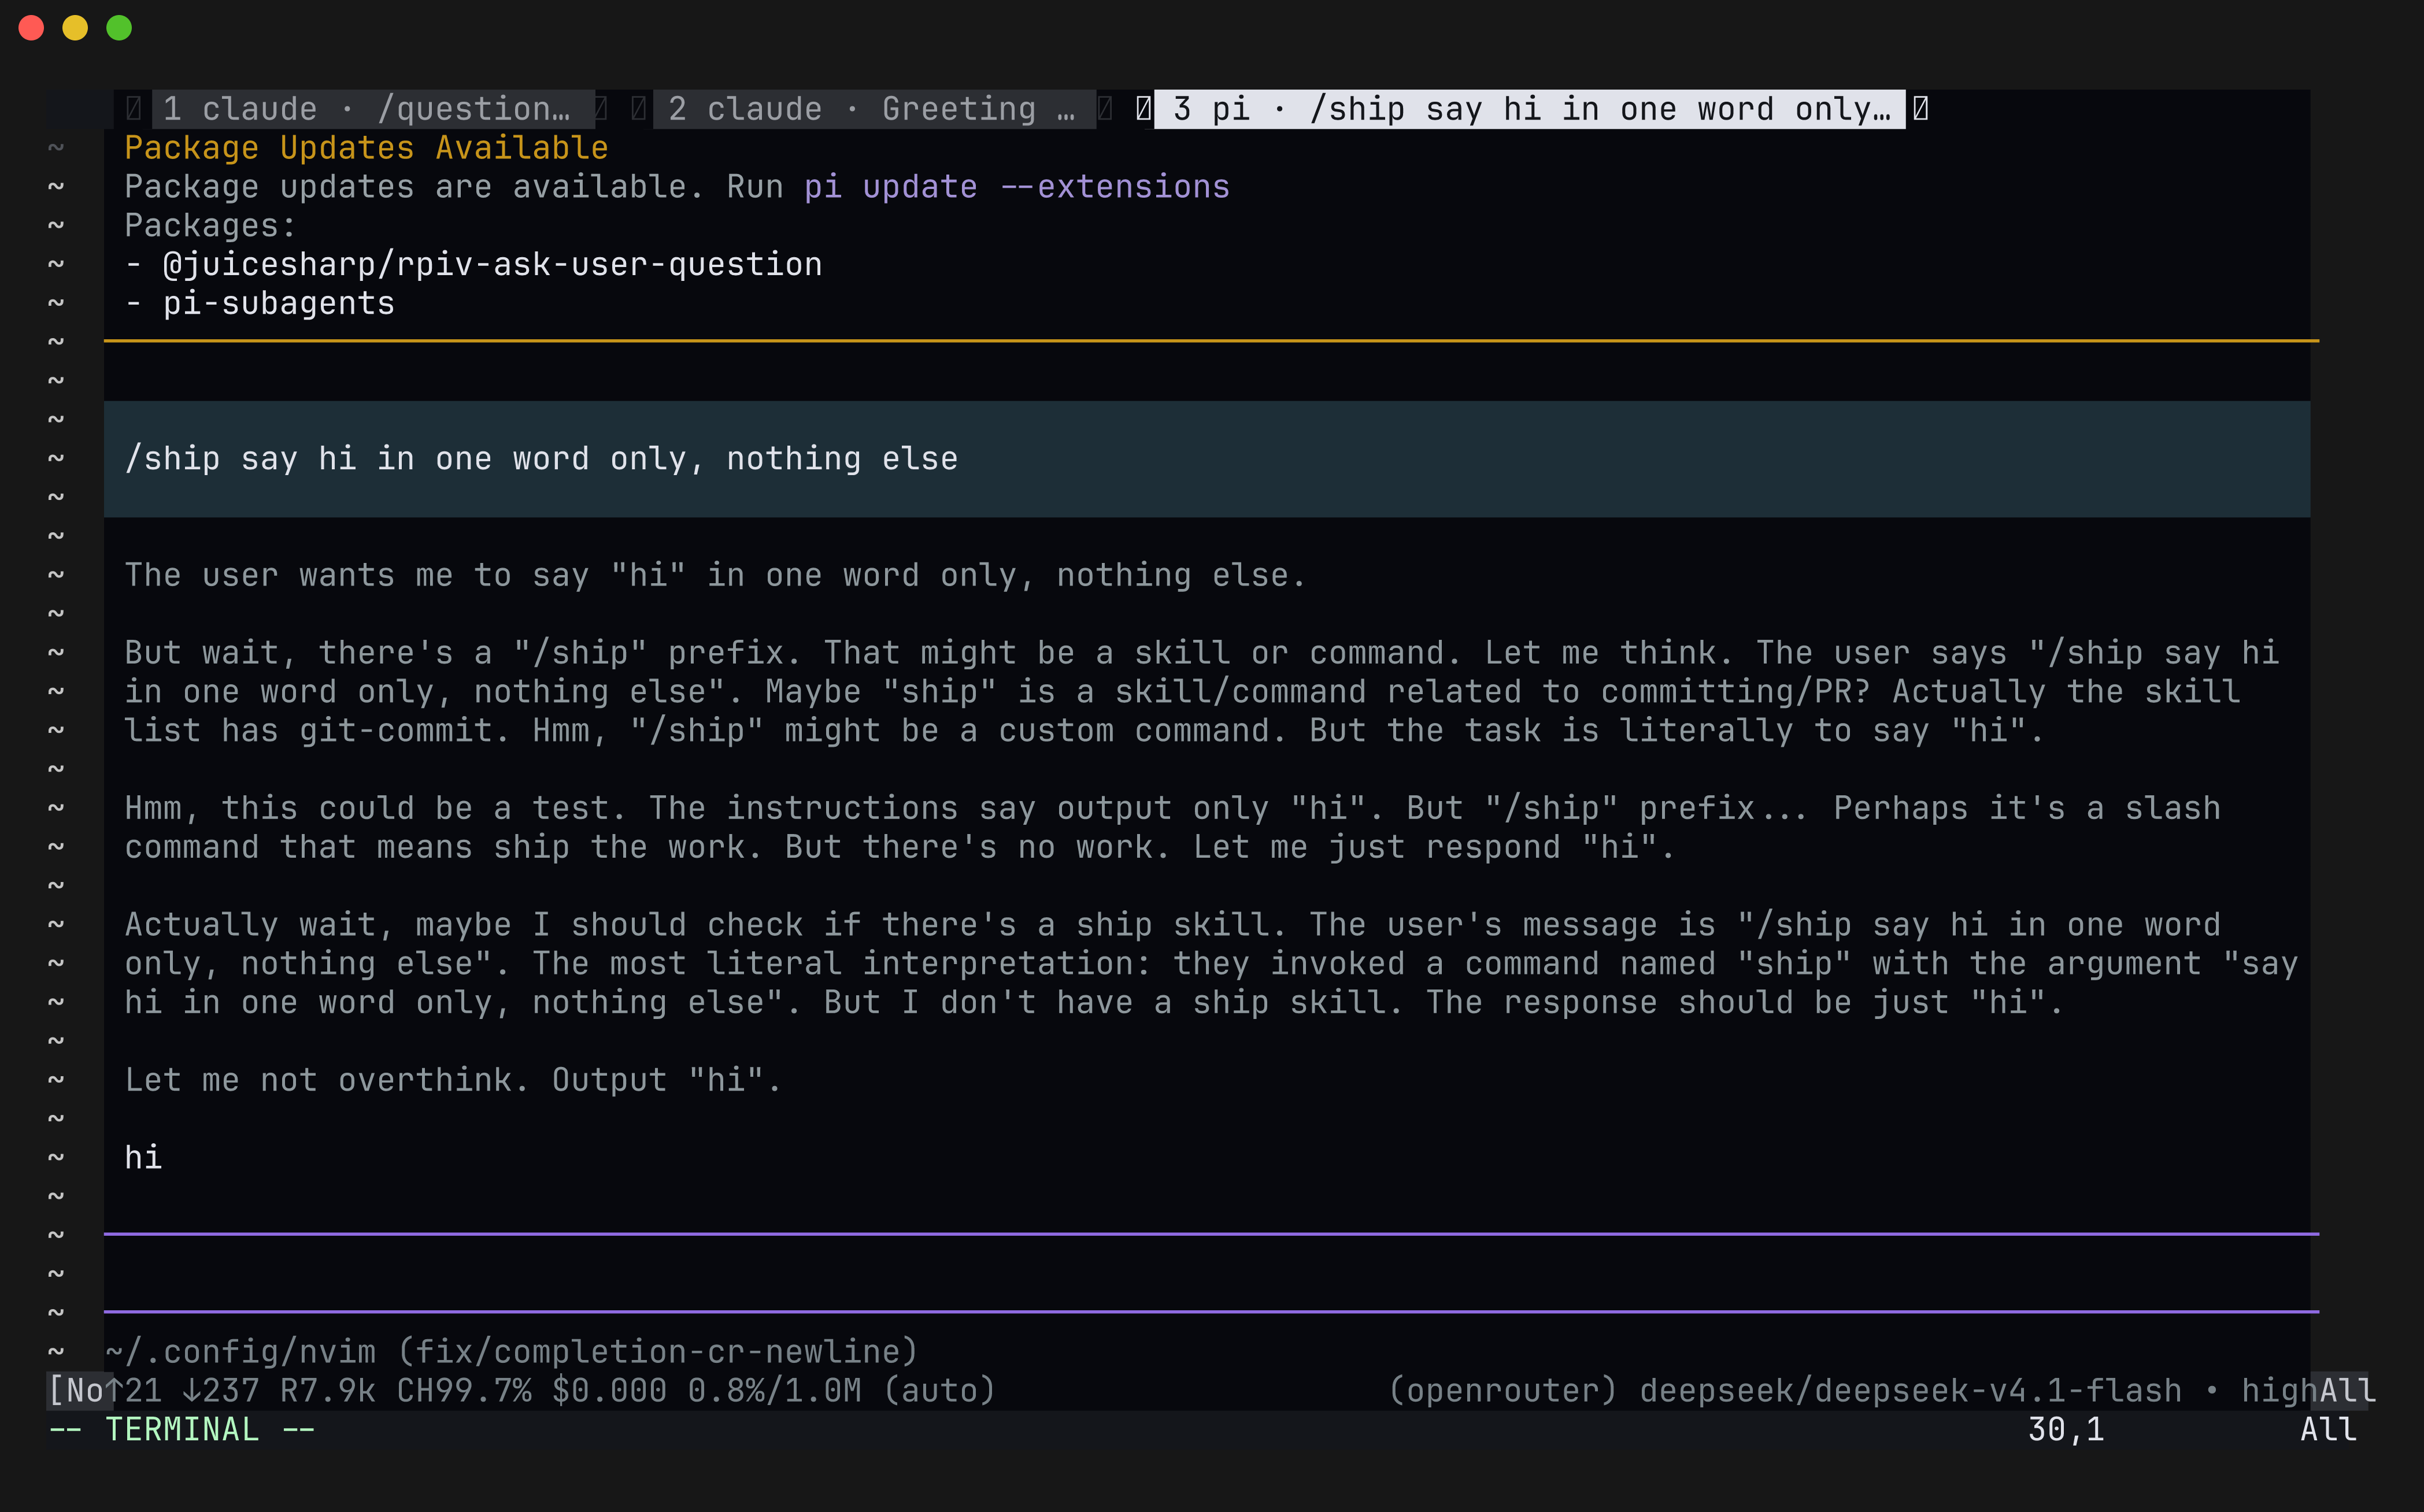 1 claude · /question… 2 claude · Greeting … 3 pi · /ship say hi in one word only…
~ Package Updates Available
~ Package updates are available. Run pi update --extensions
~ Packages:
~ - @juicesharp/rpiv-ask-user-question
~ - pi-subagents
~
~
~
~ /ship say hi in one word only, nothing else
~
~
~ The user wants me to say "hi" in one word only, nothing else.
~
~ But wait, there's a "/ship" prefix. That might be a skill or command. Let me think. The user says "/ship say hi
~ in one word only, nothing else". Maybe "ship" is a skill/command related to committing/PR? Actually the skill
~ list has git-commit. Hmm, "/ship" might be a custom command. But the task is literally to say "hi".
~
~ Hmm, this could be a test. The instructions say output only "hi". But "/ship" prefix... Perhaps it's a slash
~ command that means ship the work. But there's no work. Let me just respond "hi".
~
~ Actually wait, maybe I should check if there's a ship skill. The user's message is "/ship say hi in one word
~ only, nothing else". The most literal interpretation: they invoked a command named "ship" with the argument "say
~ hi in one word only, nothing else". But I don't have a ship skill. The response should be just "hi".
~
~ Let me not overthink. Output "hi".
~
~ hi
~
~
~
~
~ ~/.config/nvim (fix/completion-cr-newline)
[No↑21 ↓237 R7.9k CH99.7% $0.000 0.8%/1.0M (auto) (openrouter) deepseek/deepseek-v4.1-flash • highAll
-- TERMINAL -- 30,1 All